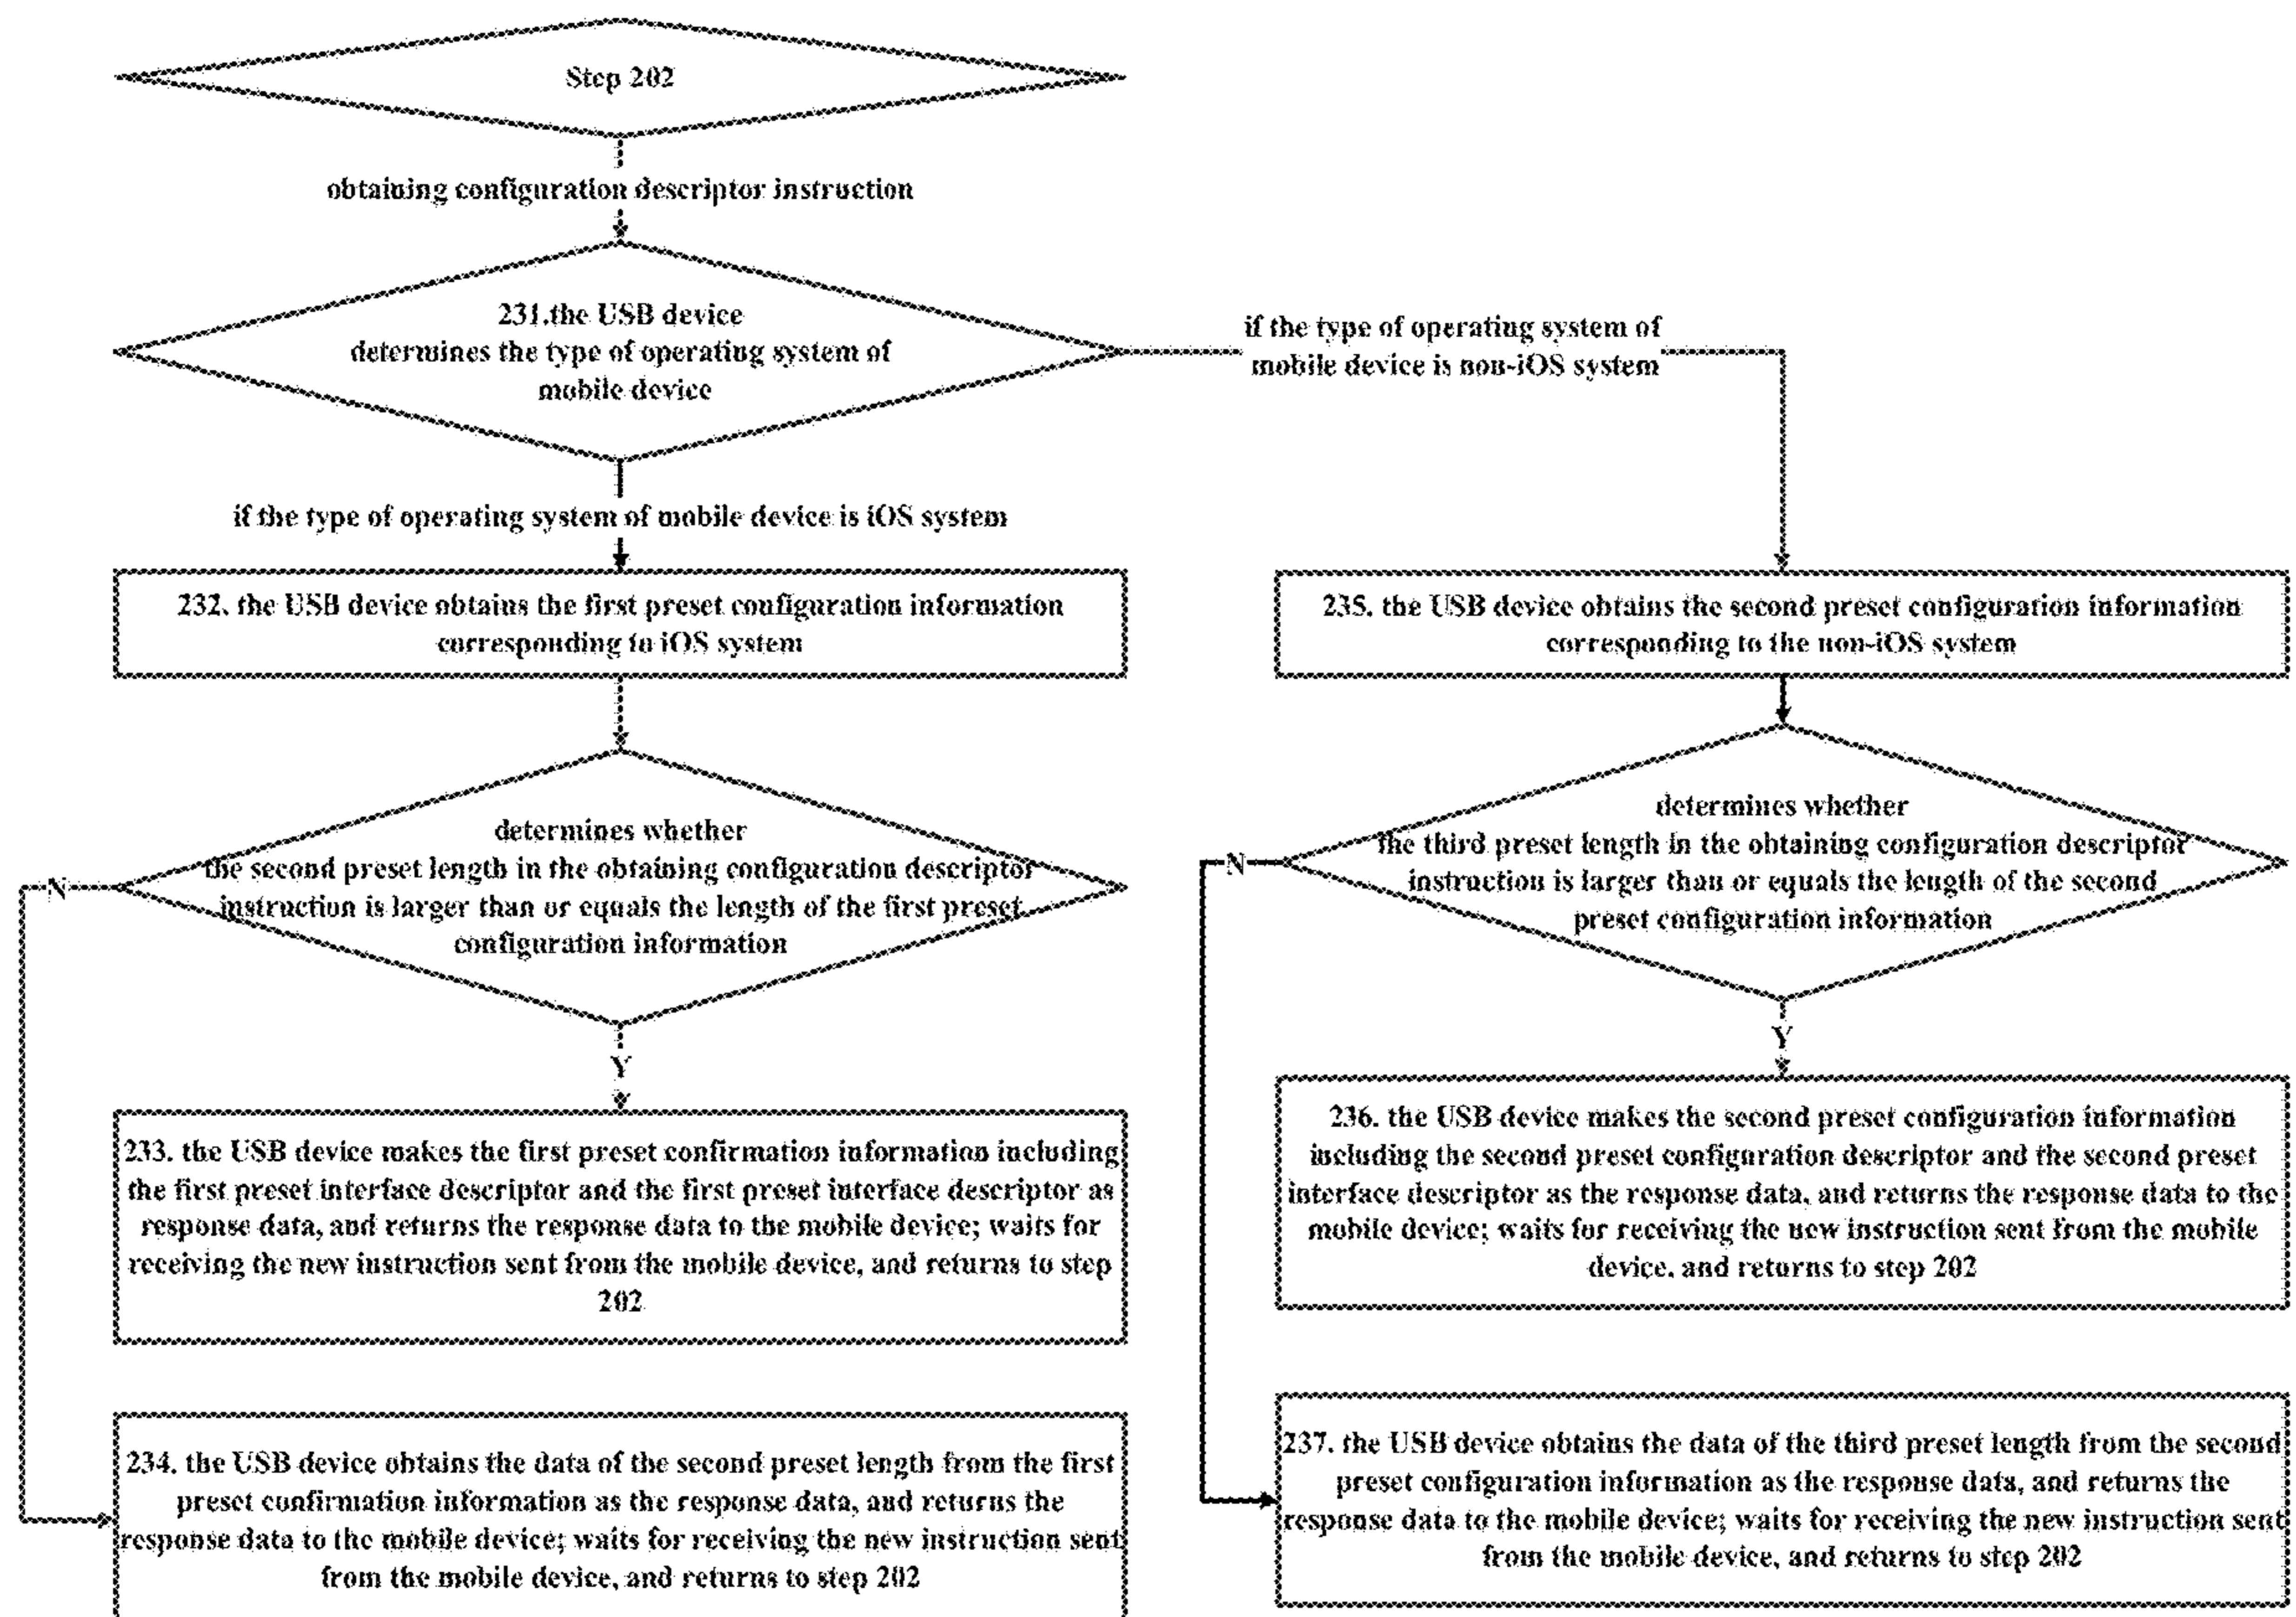 Step 202
obtaining configuration descriptor instruction
231.the USB device
determines the type of operating system of
mobile device
if the type of operating system of
mobile device is non-iOS system
if the type of operating system of mobile device is iOS system
232. the USB device obtains the first preset configuration information
corresponding to iOS system
235. the USB device obtains the second preset configuration information
corresponding to the non-iOS system
determines whether
the second preset length in the obtaining configuration descriptor
instruction is larger than or equals the length of the first preset
configuration information
N
Y
determines whether
the third preset length in the obtaining configuration descriptor
instruction is larger than or equals the length of the second
preset configuration information
N
Y
233. the USB device makes the first preset confirmation information including
the first preset interface descriptor and the first preset interface descriptor as
response data, and returns the response data to the mobile device; waits for
receiving the new instruction sent from the mobile device, and returns to step
202
236. the USB device makes the second preset configuration information
including the second preset configuration descriptor and the second preset
interface descriptor as the response data, and returns the response data to the
mobile device; waits for receiving the new instruction sent from the mobile
device, and returns to step 202
234. the USB device obtains the data of the second preset length from the first
preset confirmation information as the response data, and returns the
response data to the mobile device; waits for receiving the new instruction sent
from the mobile device, and returns to step 202
237. the USB device obtains the data of the third preset length from the second
preset configuration information as the response data, and returns the
response data to the mobile device; waits for receiving the new instruction sent
from the mobile device, and returns to step 202